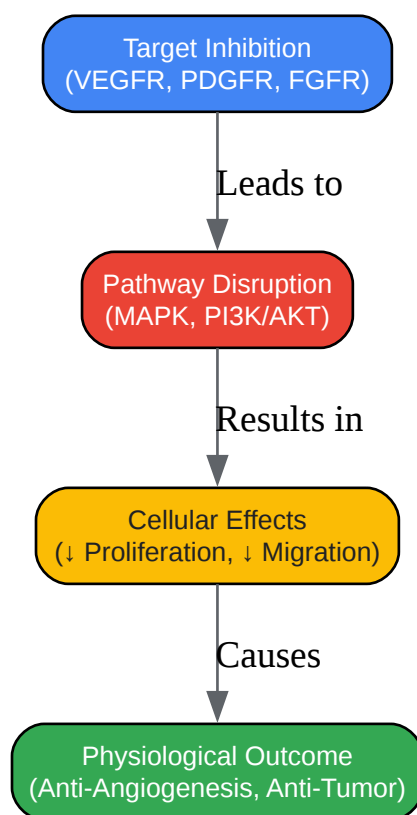 Target Inhibition
(VEGFR, PDGFR, FGFR)
Leads to
Pathway Disruption
(MAPK, PI3K/AKT)
Results in
Cellular Effects
(↓ Proliferation, ↓ Migration)
Causes
Physiological Outcome
(Anti-Angiogenesis, Anti-Tumor)